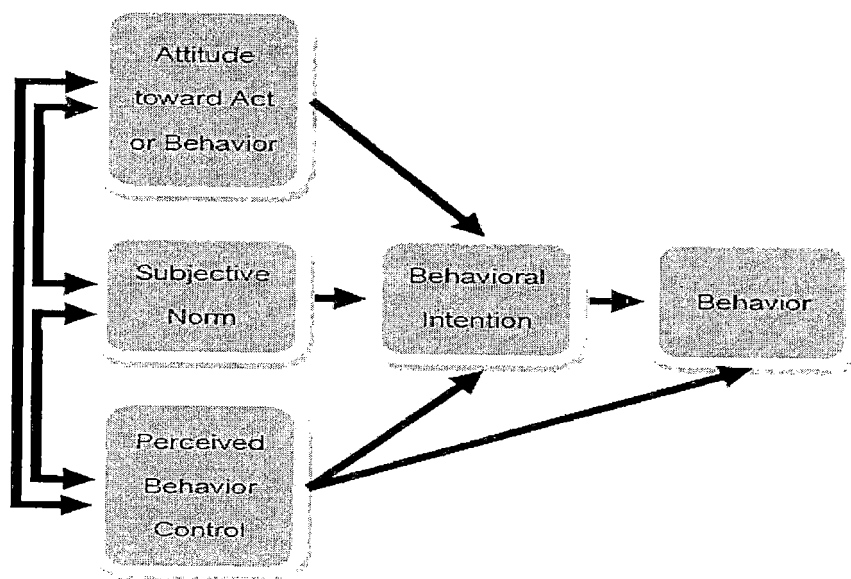 Attitude
toward Act
or Behavior
Subjective
Norm
Behavioral
Intention
Behavior
Perceived
Behavior
Control